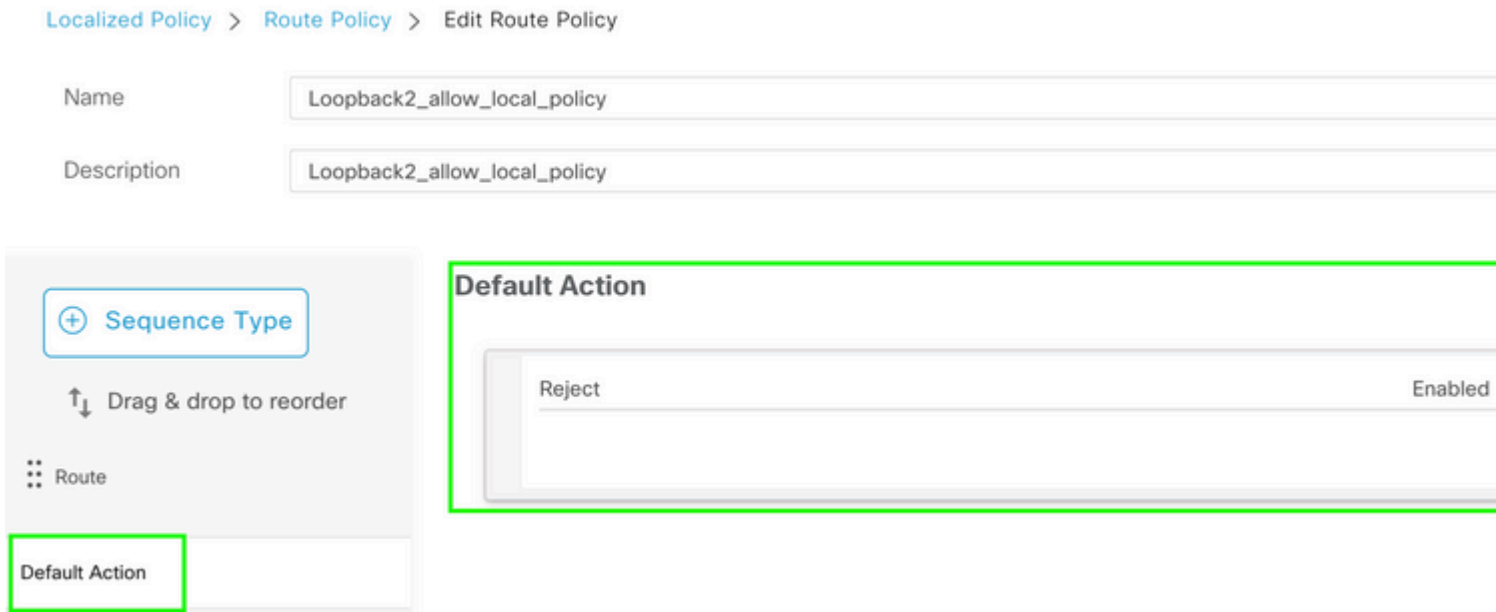 Localized Policy > Route Policy > Edit Route Policy
Name Loopback2_allow_local_policy
Description Loopback2_allow_local_policy
Sequence Type
Drag & drop to reorder
Route
Default Action
Default Action
Reject Enabled